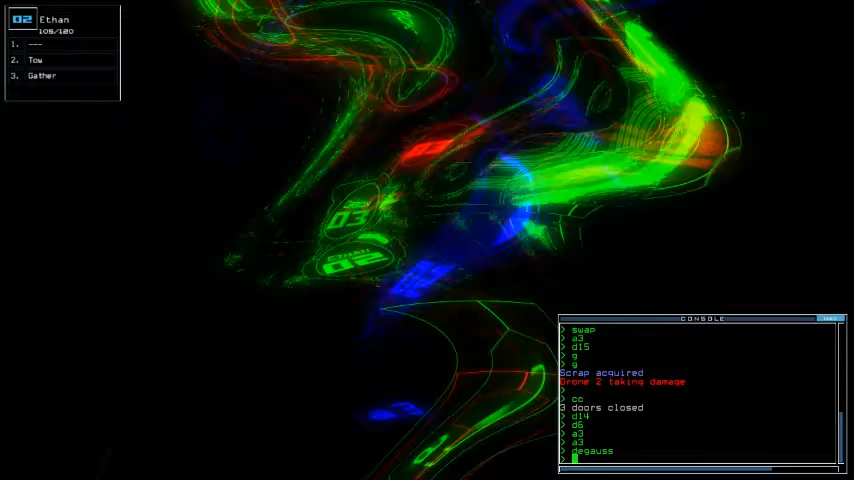 02 Ethan
105/120
1. ---
2. Tow
3. Gather
03
ETHAN
02
CONSOLE
> swap
> a3
> d15
> g
> g
Scrap acquired
Drone 2 taking damage
>
> cc
3 doors closed
> d14
> d6
> a3
> a3
> degauss
>